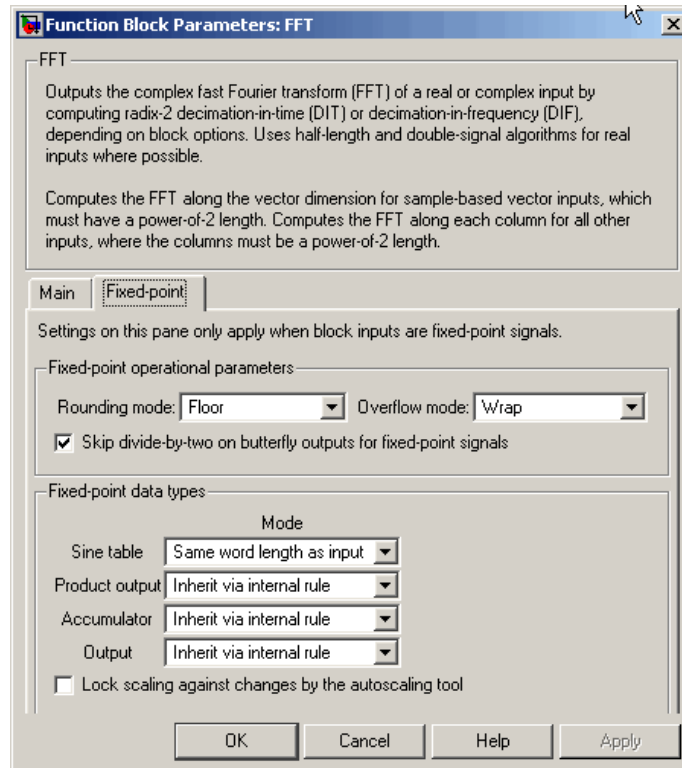 Function Block Parameters: FFT
FFT
Outputs the complex fast Fourier transform (FFT) of a real or complex input by
computing radix-2 decimation-in-time (DIT) or decimation-in-frequency (DIF),
depending on block options. Uses half-length and double-signal algorithms for real
inputs where possible.
Computes the FFT along the vector dimension for sample-based vector inputs, which
must have a power-of-2 length. Computes the FFT along each column for all other
inputs, where the columns must be a power-of-2 length.
Main Fixed-point
Settings on this pane only apply when block inputs are fixed-point signals.
Fixed-point operational parameters
Rounding mode: Floor Overflow mode: Wrap
Skip divide-by-two on butterfly outputs for fixed-point signals
Fixed-point data types
Mode
Sine table Same word length as input
Product output Inherit via internal rule
Accumulator Inherit via internal rule
Output Inherit via internal rule
Lock scaling against changes by the autoscaling tool
OK Cancel Help Apply